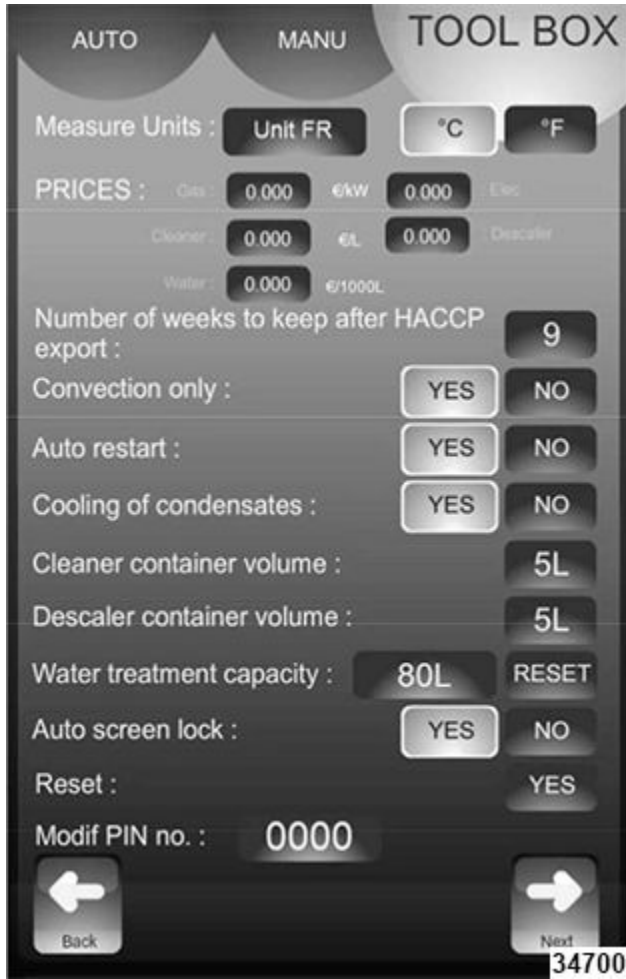 AUTO MANU TOOL BOX
Measure Units : Unit FR °C °F
PRICES : Gas : 0.000 €/kW 0.000 Elec
Cleaner : 0.000 €/L 0.000 : Descaler
Water : 0.000 €/1000L
Number of weeks to keep after HACCP
export : 9
Convection only : YES NO
Auto restart : YES NO
Cooling of condensates : YES NO
Cleaner container volume : 5L
Descaler container volume : 5L
Water treatment capacity : 80L RESET
Auto screen lock : YES NO
Reset : YES
Modif PIN no. : 0000
Back Next
34700